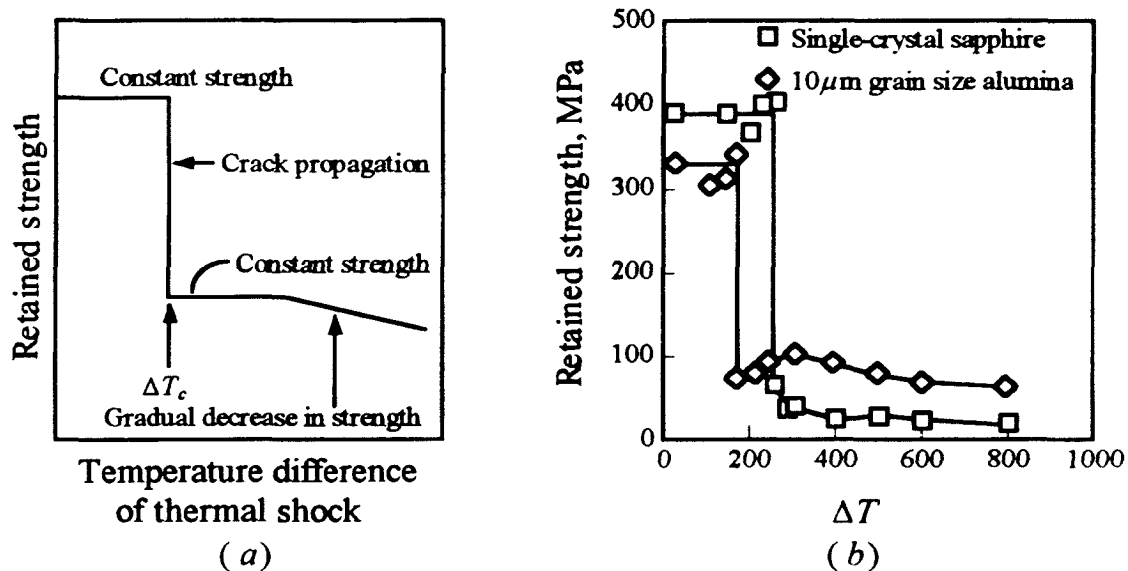 Retained strength
Constant strength
Crack propagation
Constant strength
ΔTc
Gradual decrease in strength
Temperature difference
of thermal shock
(a)
Retained strength, MPa
500
400
300
200
100
0
Single-crystal sapphire
10μm grain size alumina
0
200
400
600
800
1000
ΔT
(b)